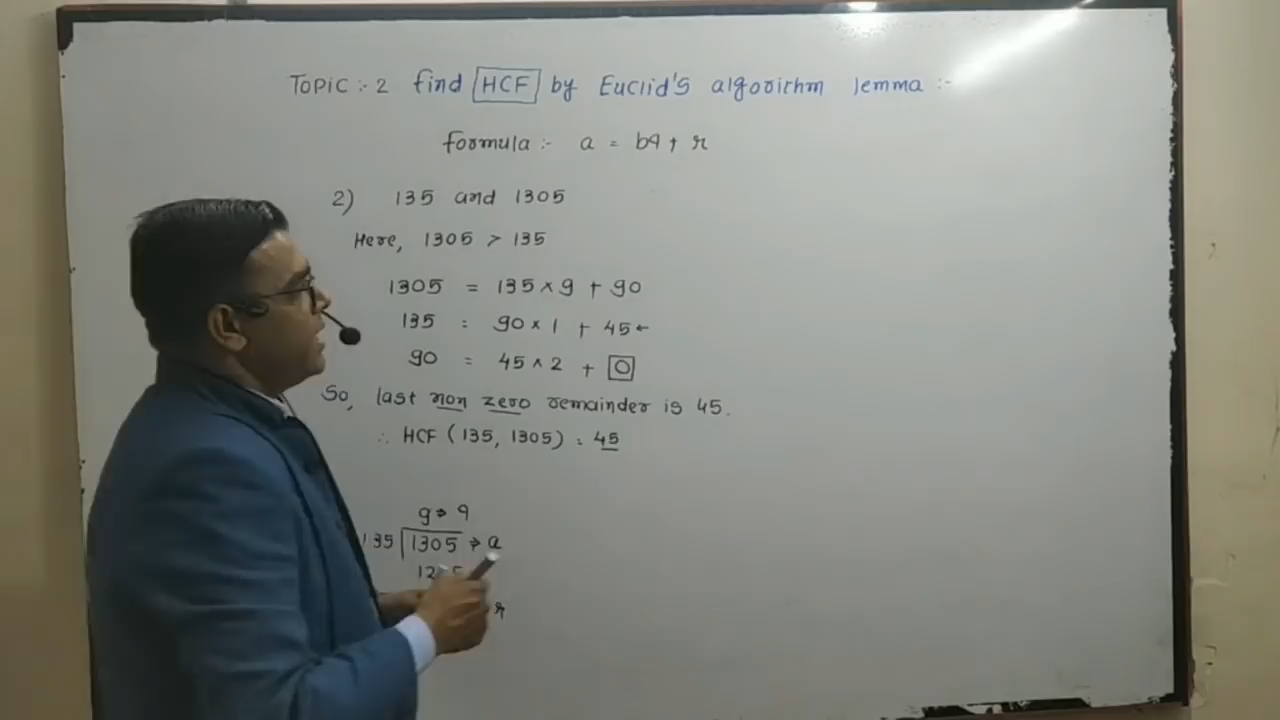 TOPIC :- 2 find HCF by Euclid's algorithm lemma :-
formula :- a = bq + r
2) 135 and 1305
Here, 1305 > 135
1305 = 135 × 9 + 90
135 = 90 × 1 + 45 ←
90 = 45 × 2 + 0
So, last non zero remainder is 45.
∴ HCF (135, 1305) = 45
9 → q
135 1305 → a
r